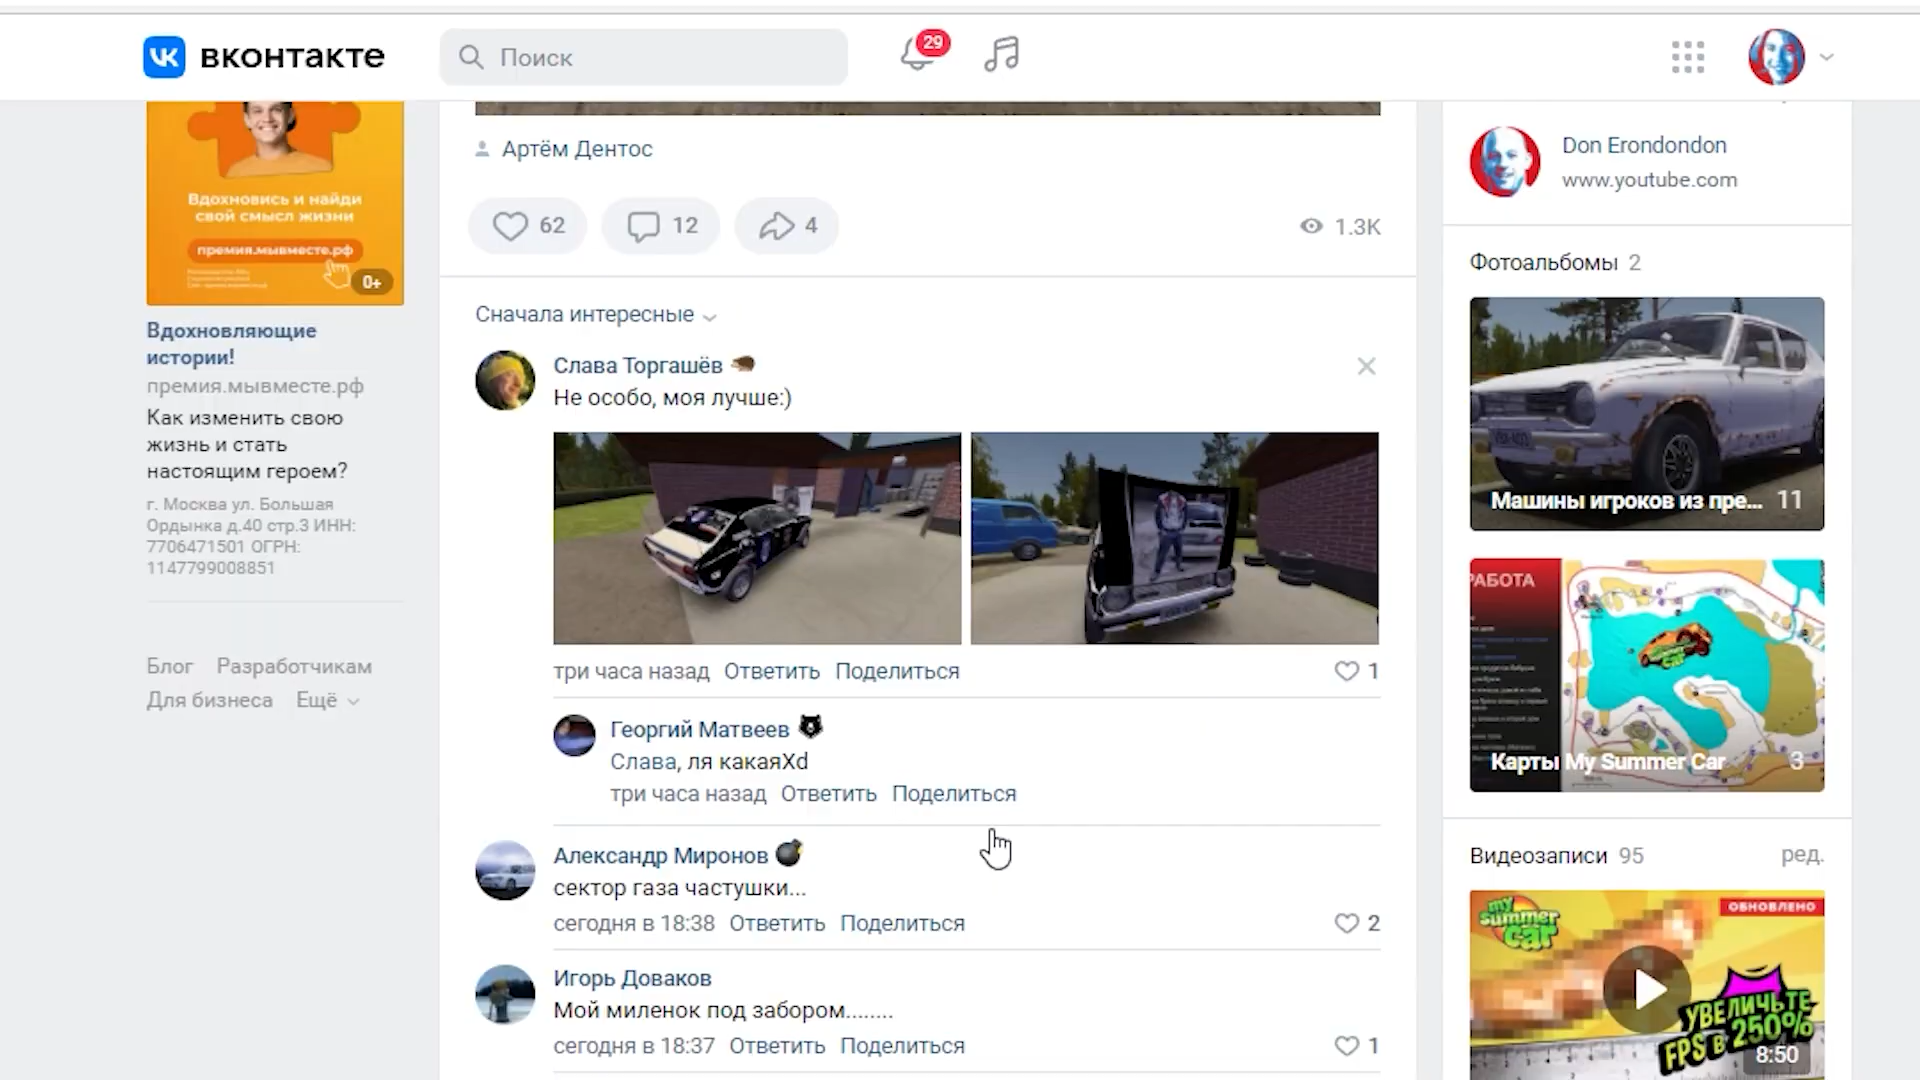 вконтакте
Поиск
29
Вдохновись и найди
свой смысл жизни
премия.мывместе.рф
0+
Вдохновляющие
истории!
премия.мывместе.рф
Как изменить свою
жизнь и стать
настоящим героем?
г. Москва ул. Большая
Ордынка д.40 стр.3 ИНН:
7706471501 ОГРН:
1147799008851
Блог Разработчикам
Для бизнеса Ещё
Артём Дентос
62 12 4 1.3K
Сначала интересные
Слава Торгашёв
Не особо, моя лучше:)
три часа назад Ответить Поделиться 1
Георгий Матвеев
Слава, ля какаяXd
три часа назад Ответить Поделиться
Александр Миронов
сектор газа частушки...
сегодня в 18:38 Ответить Поделиться 2
Игорь Доваков
Мой миленок под забором........
сегодня в 18:37 Ответить Поделиться 1
Don Erondondon
www.youtube.com
Фотоальбомы 2
Машины игроков из пре... 11
РАБОТА
Карты My Summer Car 3
Видеозаписи 95 ред.
my summer car
ОБНОВЛЕНО
УВЕЛИЧЬТЕ
FPS В 250%
8:50